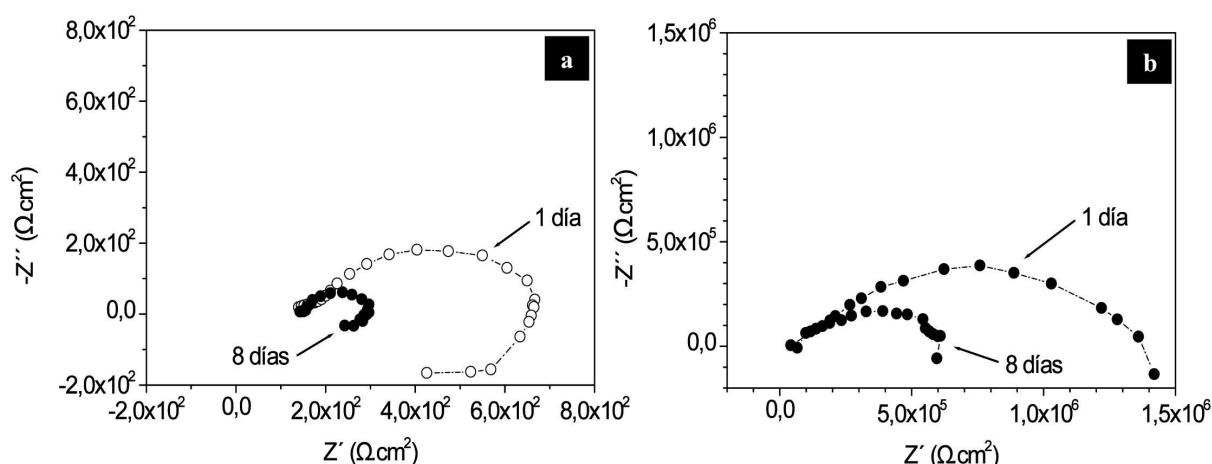 a
8,0x10²
6,0x10²
4,0x10²
2,0x10²
0,0
-2,0x10²
-Z´´ (Ωcm²)
1 día
8 días
-2,0x10²
0,0
2,0x10²
4,0x10²
6,0x10²
8,0x10²
Z´ (Ωcm²)
b
1,5x10⁶
1,0x10⁶
5,0x10⁵
0,0
-Z´´ (Ωcm²)
1 día
8 días
0,0
5,0x10⁵
1,0x10⁶
1,5x10⁶
Z´ (Ωcm²)